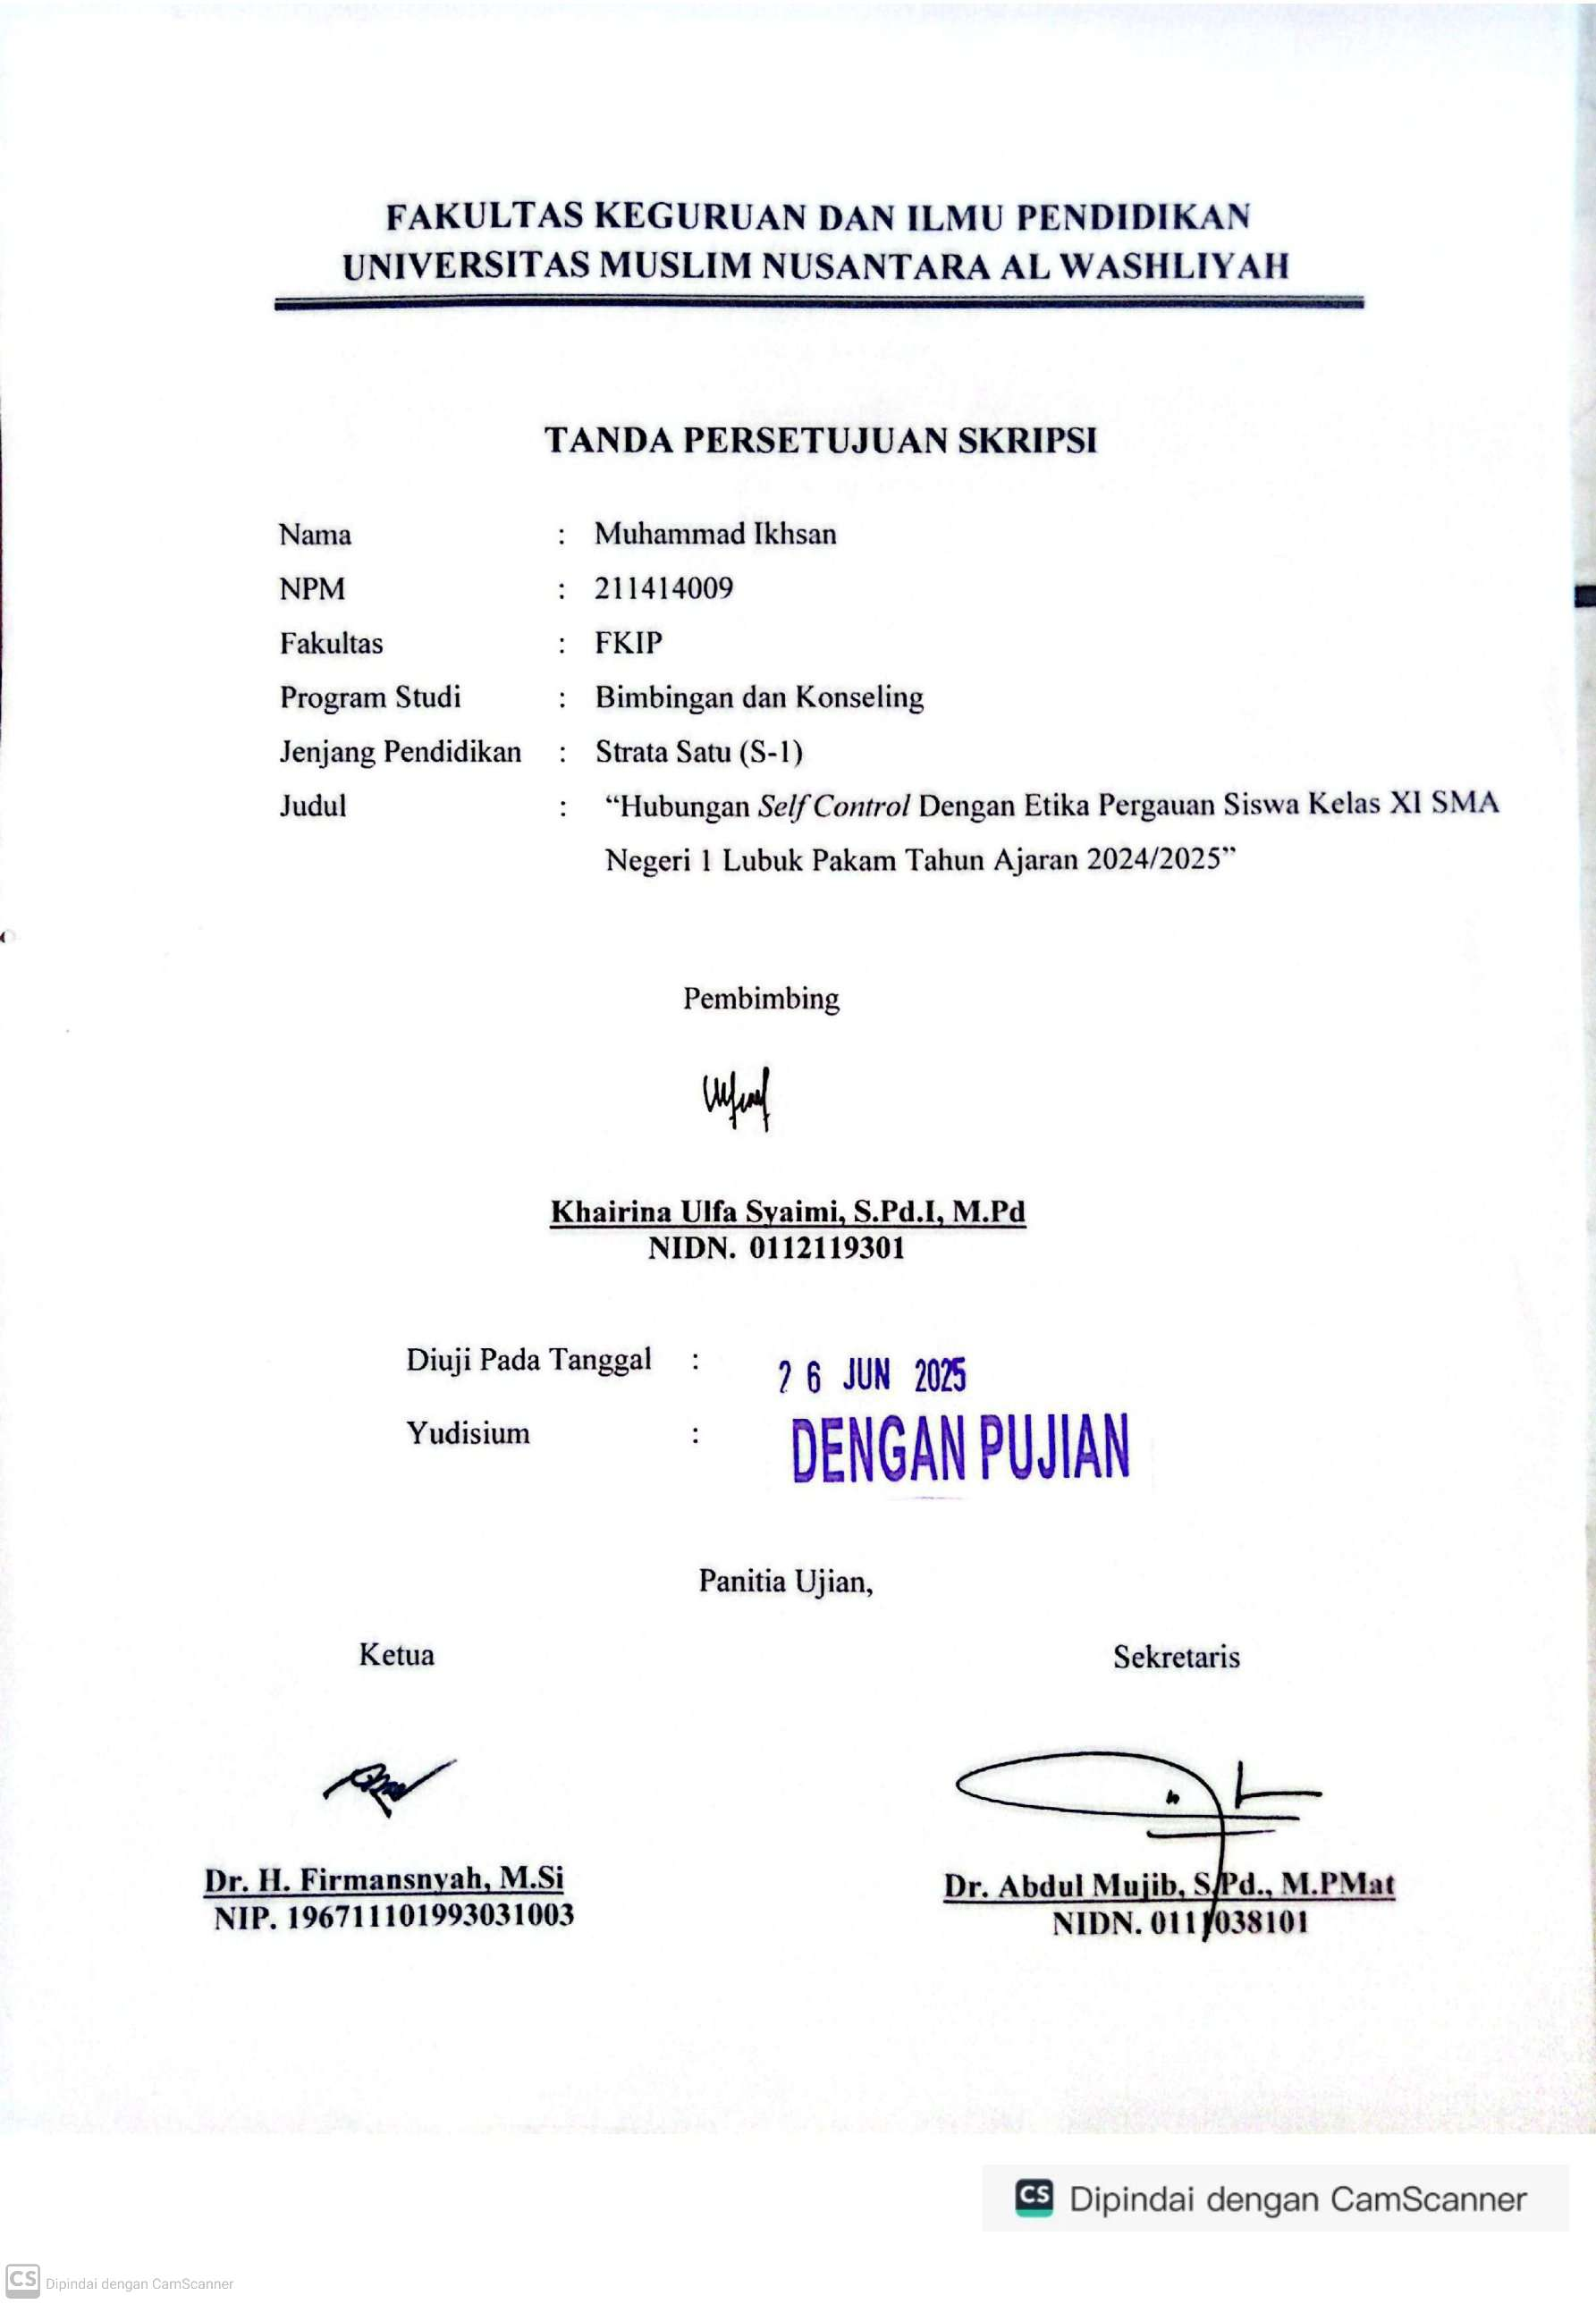 FAKULTAS KEGURUAN DAN ILMU PENDIDIKAN
UNIVERSITAS MUSLIM NUSANTARA AL WASHLIYAH
TANDA PERSETUJUAN SKRIPSI
Nama : Muhammad Ikhsan
NPM : 211414009
Fakultas : FKIP
Program Studi : Bimbingan dan Konseling
Jenjang Pendidikan : Strata Satu (S-1)
Judul : “Hubungan Self Control Dengan Etika Pergauan Siswa Kelas XI SMA
Negeri 1 Lubuk Pakam Tahun Ajaran 2024/2025”
Pembimbing
Khairina Ulfa Syaimi, S.Pd.I, M.Pd
NIDN. 0112119301
Diuji Pada Tanggal : 26 JUN 2025
Yudisium : DENGAN PUJIAN
Panitia Ujian,
Ketua Sekretaris
Dr. H. Firmansnyah, M.Si Dr. Abdul Mujib, S.Pd., M.PMat
NIP. 196711101993031003 NIDN. 0111038101
CS Dipindai dengan CamScanner
CS Dipindai dengan CamScanner